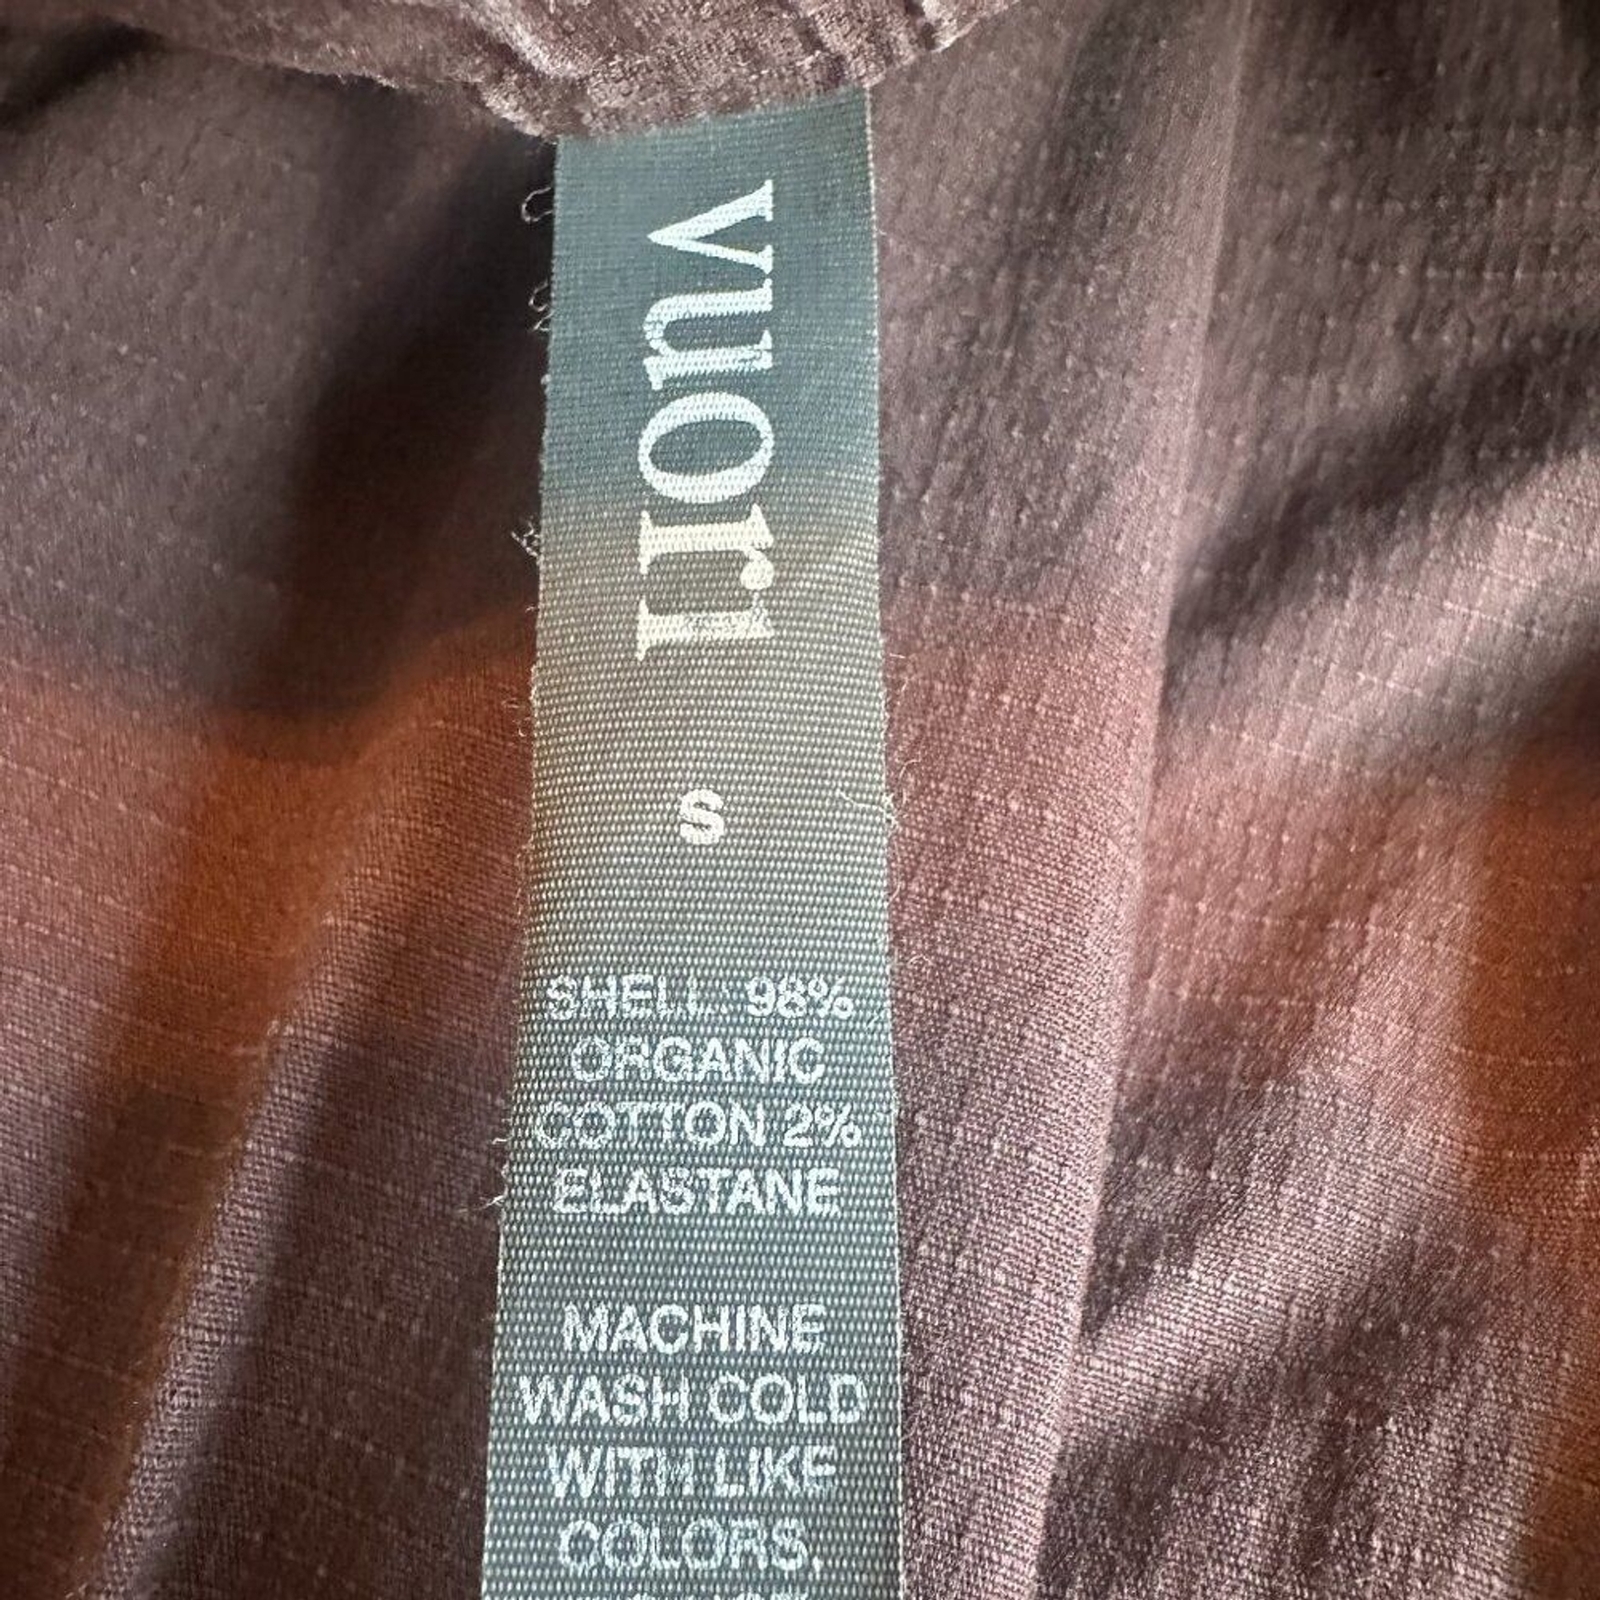 vuori
S
SHELL: 98%
ORGANIC
COTTON 2%
ELASTANE
MACHINE
WASH COLD
WITH LIKE
COLORS,